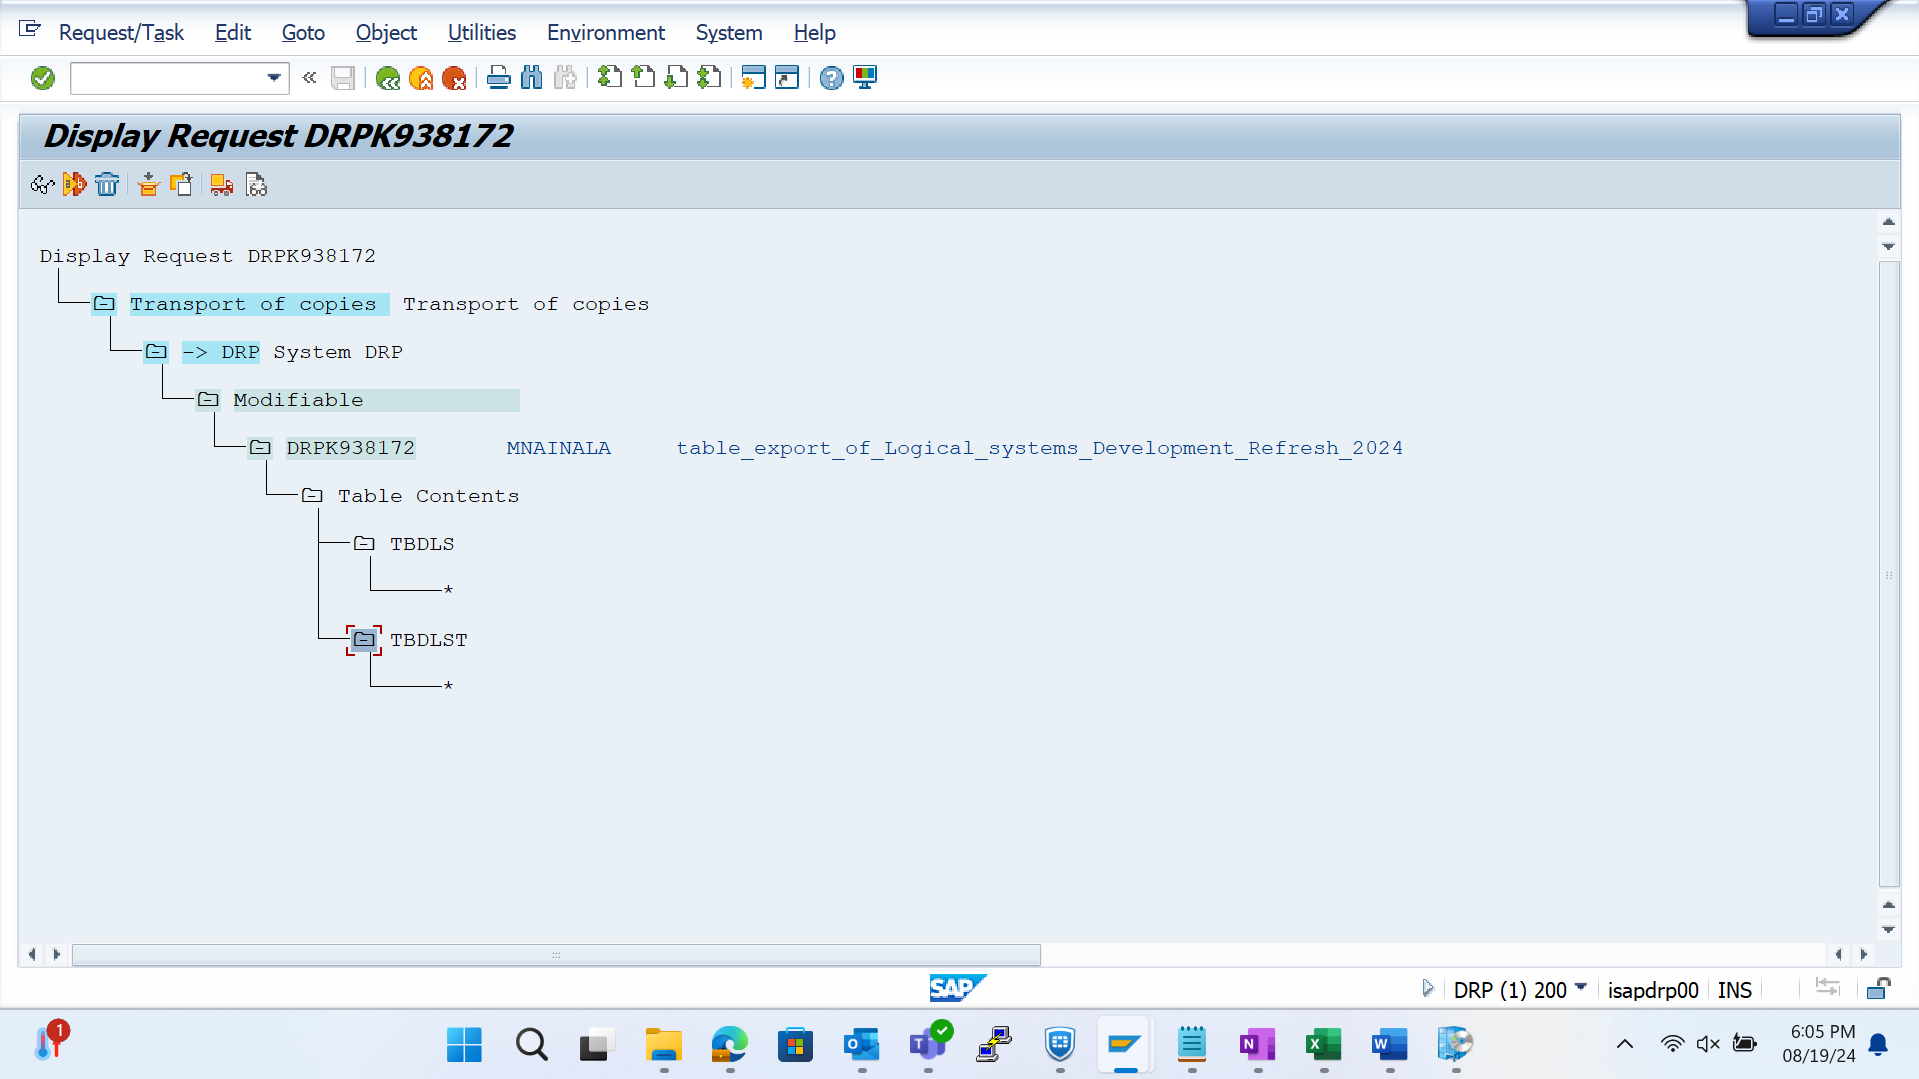 Request/Task Edit Goto Object Utilities Environment System Help
Display Request DRPK938172
Display Request DRPK938172
Transport of copies Transport of copies
-> DRP System DRP
Modifiable
DRPK938172 MNAINALA table_export_of_Logical_systems_Development_Refresh_2024
Table Contents
TBDLS
*
TBDLST
*
SAP
DRP (1) 200 isapdrp00 INS
1
6:05 PM
08/19/24